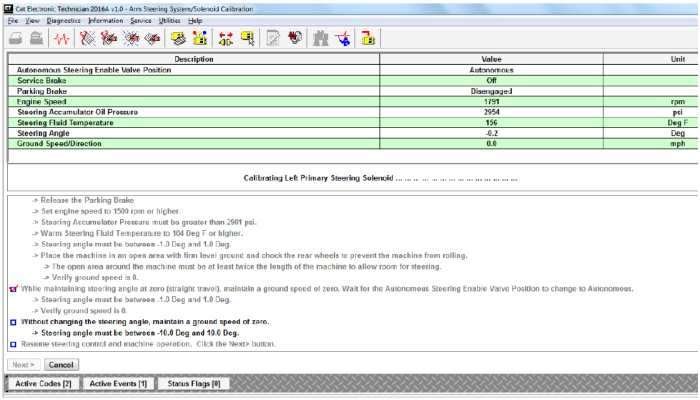 Cat Electronic Technician 2016A v1.0 - Arm Steering System/Solenoid Calibration
File View Diagnostics Information Service Utilities Help
Description Value Unit
Autonomous Steering Enable Valve Position Autonomous
Service Brake Off
Parking Brake Disengaged
Engine Speed 1791 rpm
Steering Accumulator Oil Pressure 2954 psi
Steering Fluid Temperature 156 Deg F
Steering Angle -0.2 Deg
Ground Speed/Direction 0.0 mph
Calibrating Left Primary Steering Solenoid ... ... ... ... ... ... ... ... ... ... ... ... ...
-> Release the Parking Brake
-> Set engine speed to 1500 rpm or higher.
-> Steering Accumulator Pressure must be greater than 2901 psi.
-> Warm Steering Fluid Temperature to 104 Deg F or higher.
-> Steering angle must be between -1.0 Deg and 1.0 Deg.
-> Place the machine in an open area with firm level ground and chock the rear wheels to prevent the machine from rolling.
-> The open area around the machine must be at least twice the length of the machine to allow room for steering.
-> Verify ground speed is 0.
While maintaining steering angle at zero (straight travel), maintain a ground speed of zero. Wait for the Autonomous Steering Enable Valve Position to change to Autonomous.
-> Steering angle must be between -1.0 Deg and 1.0 Deg.
-> Verify ground speed is 0.
Without changing the steering angle, maintain a ground speed of zero.
-> Steering angle must be between -10.0 Deg and 10.0 Deg.
Resume steering control and machine operation. Click the Next> button.
Next > Cancel
Active Codes [2] Active Events [1] Status Flags [0]